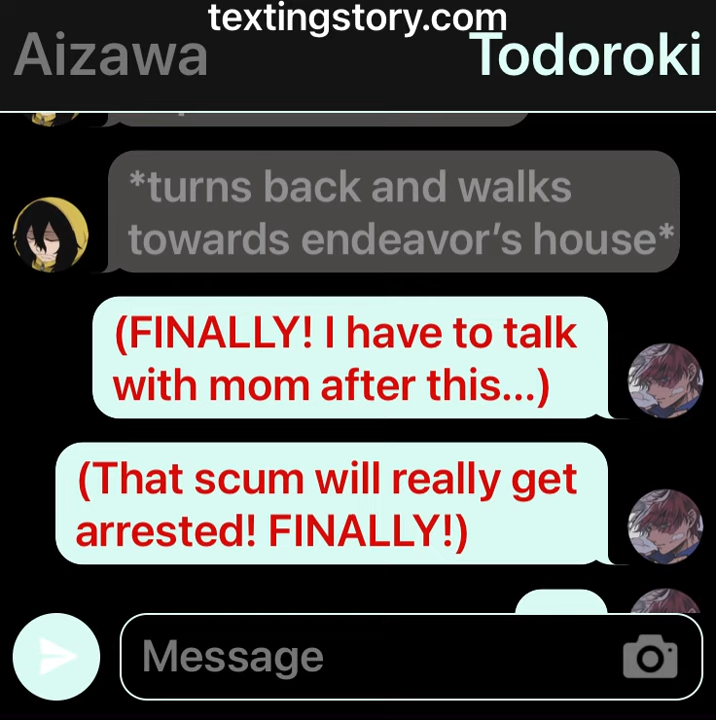 textingstory.com
Aizawa
Todoroki
*turns back and walks
towards endeavor’s house*
(FINALLY! I have to talk
with mom after this...)
(That scum will really get
arrested! FINALLY!)
Message